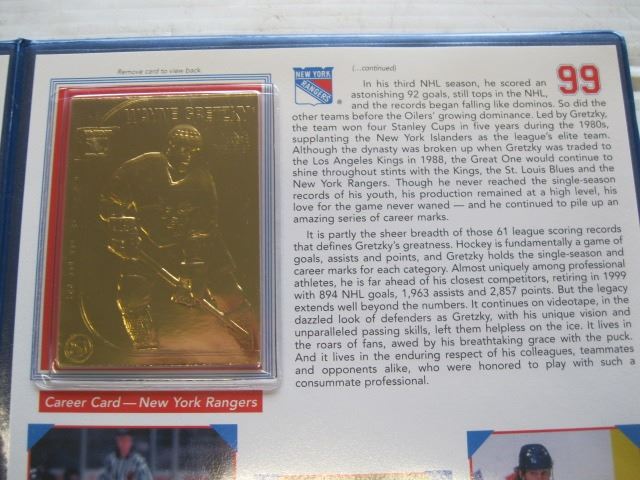 Remove card to view back.
WAYNE GRETZKY
Career Card — New York Rangers
NEW YORK
RANGERS
®
(...continued)
99
In his third NHL season, he scored an
astonishing 92 goals, still tops in the NHL,
and the records began falling like dominos. So did the
other teams before the Oilers' growing dominance. Led by Gretzky,
the team won four Stanley Cups in five years during the 1980s,
supplanting the New York Islanders as the league's elite team.
Although the dynasty was broken up when Gretzky was traded to
the Los Angeles Kings in 1988, the Great One would continue to
shine throughout stints with the Kings, the St. Louis Blues and the
New York Rangers. Though he never reached the single-season
records of his youth, his production remained at a high level, his
love for the game never waned — and he continued to pile up an
amazing series of career marks.
It is partly the sheer breadth of those 61 league scoring records
that defines Gretzky's greatness. Hockey is fundamentally a game of
goals, assists and points, and Gretzky holds the single-season and
career marks for each category. Almost uniquely among professional
athletes, he is far ahead of his closest competitors, retiring in 1999
with 894 NHL goals, 1,963 assists and 2,857 points. But the legacy
extends well beyond the numbers. It continues on videotape, in the
dazzled look of defenders as Gretzky, with his unique vision and
unparalleled passing skills, left them helpless on the ice. It lives in
the roars of fans, awed by his breathtaking grace with the puck.
And it lives in the enduring respect of his colleagues, teammates
and opponents alike, who were honored to play with such a
consummate professional.